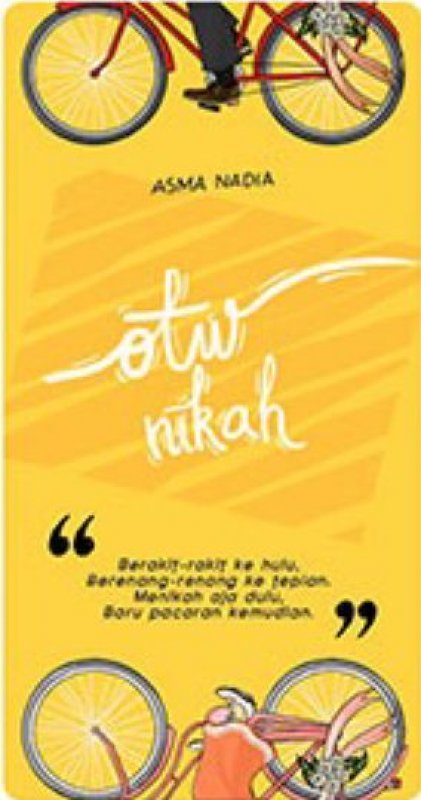 ASMA NADIA
otw
nikah
“
Berakit-rakit ke hulu,
Berenang-renang ke tepian.
Menikah aja dulu,
Baru pacaran kemudian.
”